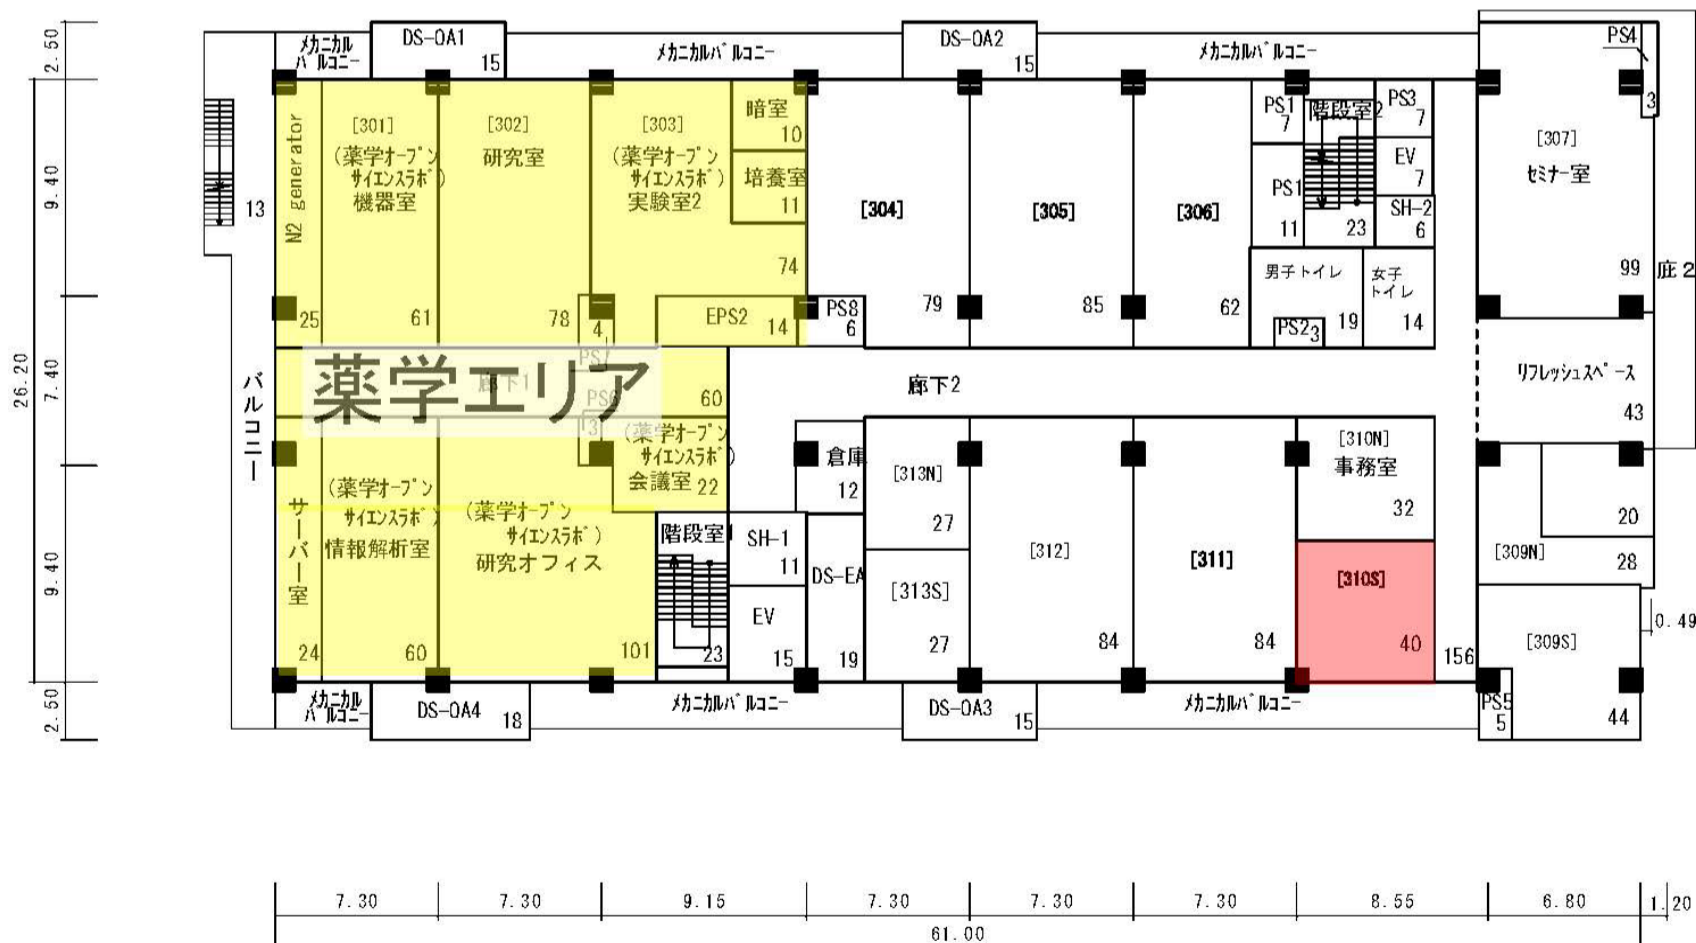 2.50
9.40
7.40
26.20
9.40
2.50
メカニカル
バルコニー
DS-OA1
15
メカニカルバルコニー
DS-OA2
15
メカニカルバルコニー
PS4
3
13
N2 generator
25
[301]
(薬学オープン
サイエンスラボ)
機器室
61
[302]
研究室
78
[303]
(薬学オープン
サイエンスラボ)
実験室2
74
暗室
10
培養室
11
EPS2
14
4
PS8
6
[304]
79
[305]
85
[306]
62
PS1
7
階段室2
23
PS3
7
EV
7
PS1
11
SH-2
6
男子トイレ
19
女子
トイレ
14
PS2
3
[307]
セミナー室
99
庇2
バルコニー
薬学エリア
廊下1
PS7
PS6
60
廊下2
リフレッシュスペース
43
サーバー室
24
(薬学オープン
サイエンスラボ)
情報解析室
60
(薬学オープン
サイエンスラボ)
研究オフィス
101
13
(薬学オープン
サイエンスラボ)
会議室
22
階段室1
23
SH-1
11
EV
15
倉庫
12
DS-EA
19
[313N]
27
[313S]
27
[312]
84
[311]
84
[310N]
事務室
32
[310S]
40
156
20
[309N]
28
[309S]
44
0.49
PS5
5
メカニカル
バルコニー
DS-OA4
18
メカニカルバルコニー
DS-OA3
15
メカニカルバルコニー
7.30
7.30
9.15
7.30
7.30
7.30
8.55
6.80
1.20
61.00